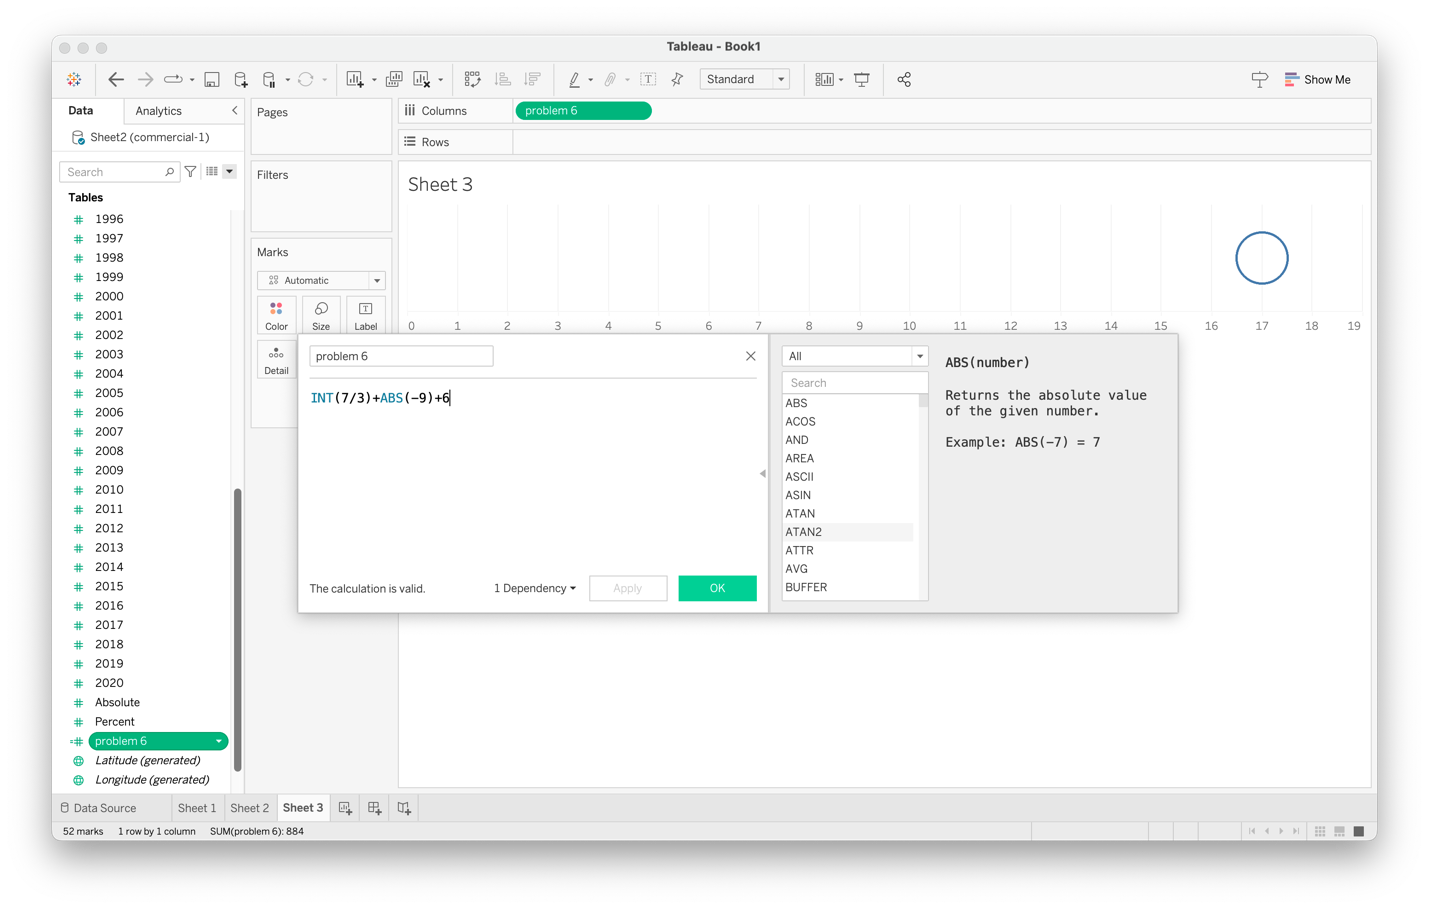 Tableau - Book1
Standard
Show Me
Data
Analytics
Sheet2 (commercial-1)
Search
Tables
1996
1997
1998
1999
2000
2001
2002
2003
2004
2005
2006
2007
2008
2009
2010
2011
2012
2013
2014
2015
2016
2017
2018
2019
2020
Absolute
Percent
problem 6
Latitude (generated)
Longitude (generated)
Pages
Filters
Marks
Automatic
Color
Size
Label
Detail
Columns
problem 6
Rows
Sheet 3
0 1 2 3 4 5 6 7 8 9 10 11 12 13 14 15 16 17 18 19
problem 6
INT(7/3)+ABS(-9)+6
The calculation is valid.
1 Dependency
Apply
OK
All
Search
ABS
ACOS
AND
AREA
ASCII
ASIN
ATAN
ATAN2
ATTR
AVG
BUFFER
ABS(number)
Returns the absolute value
of the given number.
Example: ABS(-7) = 7
Data Source
Sheet 1
Sheet 2
Sheet 3
52 marks
1 row by 1 column
SUM(problem 6): 884